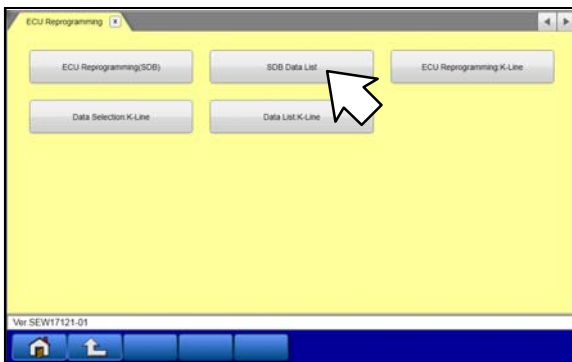 ECU Reprogramming
ECU Reprogramming(SDB)
SDB Data List
ECU Reprogramming:K-Line
Data Selection:K-Line
Data List:K-Line
Ver.SEW17121-01